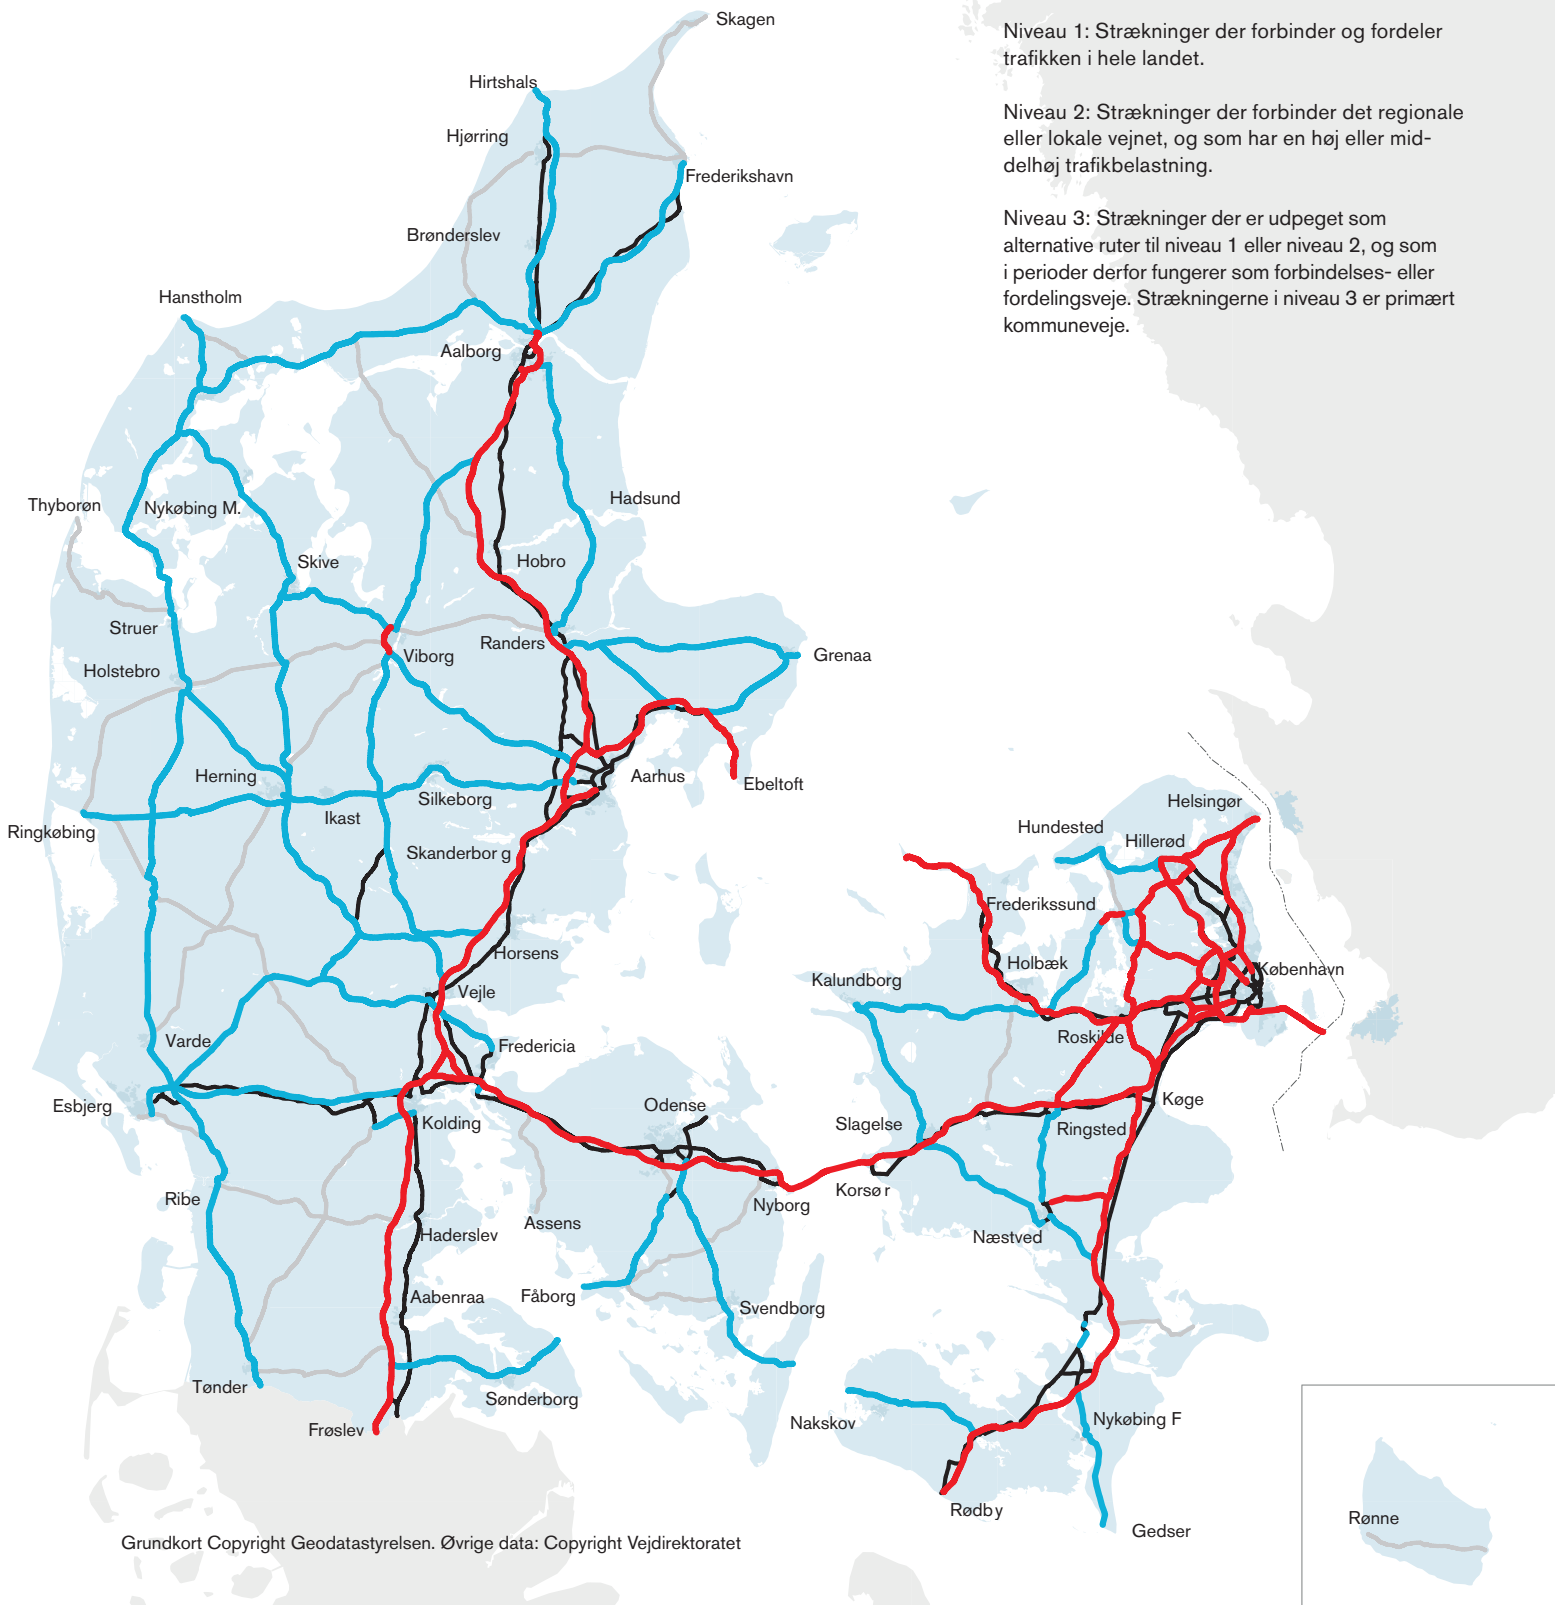 Niveau 1: Strækninger der forbinder og fordeler
trafikken i hele landet.
Niveau 2: Strækninger der forbinder det regionale
eller lokale vejnet, og som har en høj eller mid-
delhøj trafikbelastning.
Niveau 3: Strækninger der er udpeget som
alternative ruter til niveau 1 eller niveau 2, og som
i perioder derfor fungerer som forbindelses- eller
fordelingsveje. Strækningerne i niveau 3 er primært
kommuneveje.
Skagen
Hirtshals
Hjørring
Frederikshavn
Brønderslev
Hanstholm
Aalborg
Hadsund
Thyborøn
Nykøbing M.
Skive
Hobro
Struer
Randers
Viborg
Grenaa
Holstebro
Herning
Aarhus
Ebeltoft
Silkeborg
Ikast
Ringkøbing
Skanderbor g
Helsingør
Hundested
Hillerød
Frederikssund
Horsens
Holbæk
København
Kalundborg
Vejle
Roskilde
Varde
Fredericia
Esbjerg
Odense
Køge
Kolding
Slagelse
Ringsted
Korsø r
Ribe
Nyborg
Assens
Haderslev
Næstved
Aabenraa
Fåborg
Svendborg
Tønder
Sønderborg
Nykøbing F
Nakskov
Frøslev
Rødby
Gedser
Rønne
Grundkort Copyright Geodatastyrelsen. Øvrige data: Copyright Vejdirektoratet